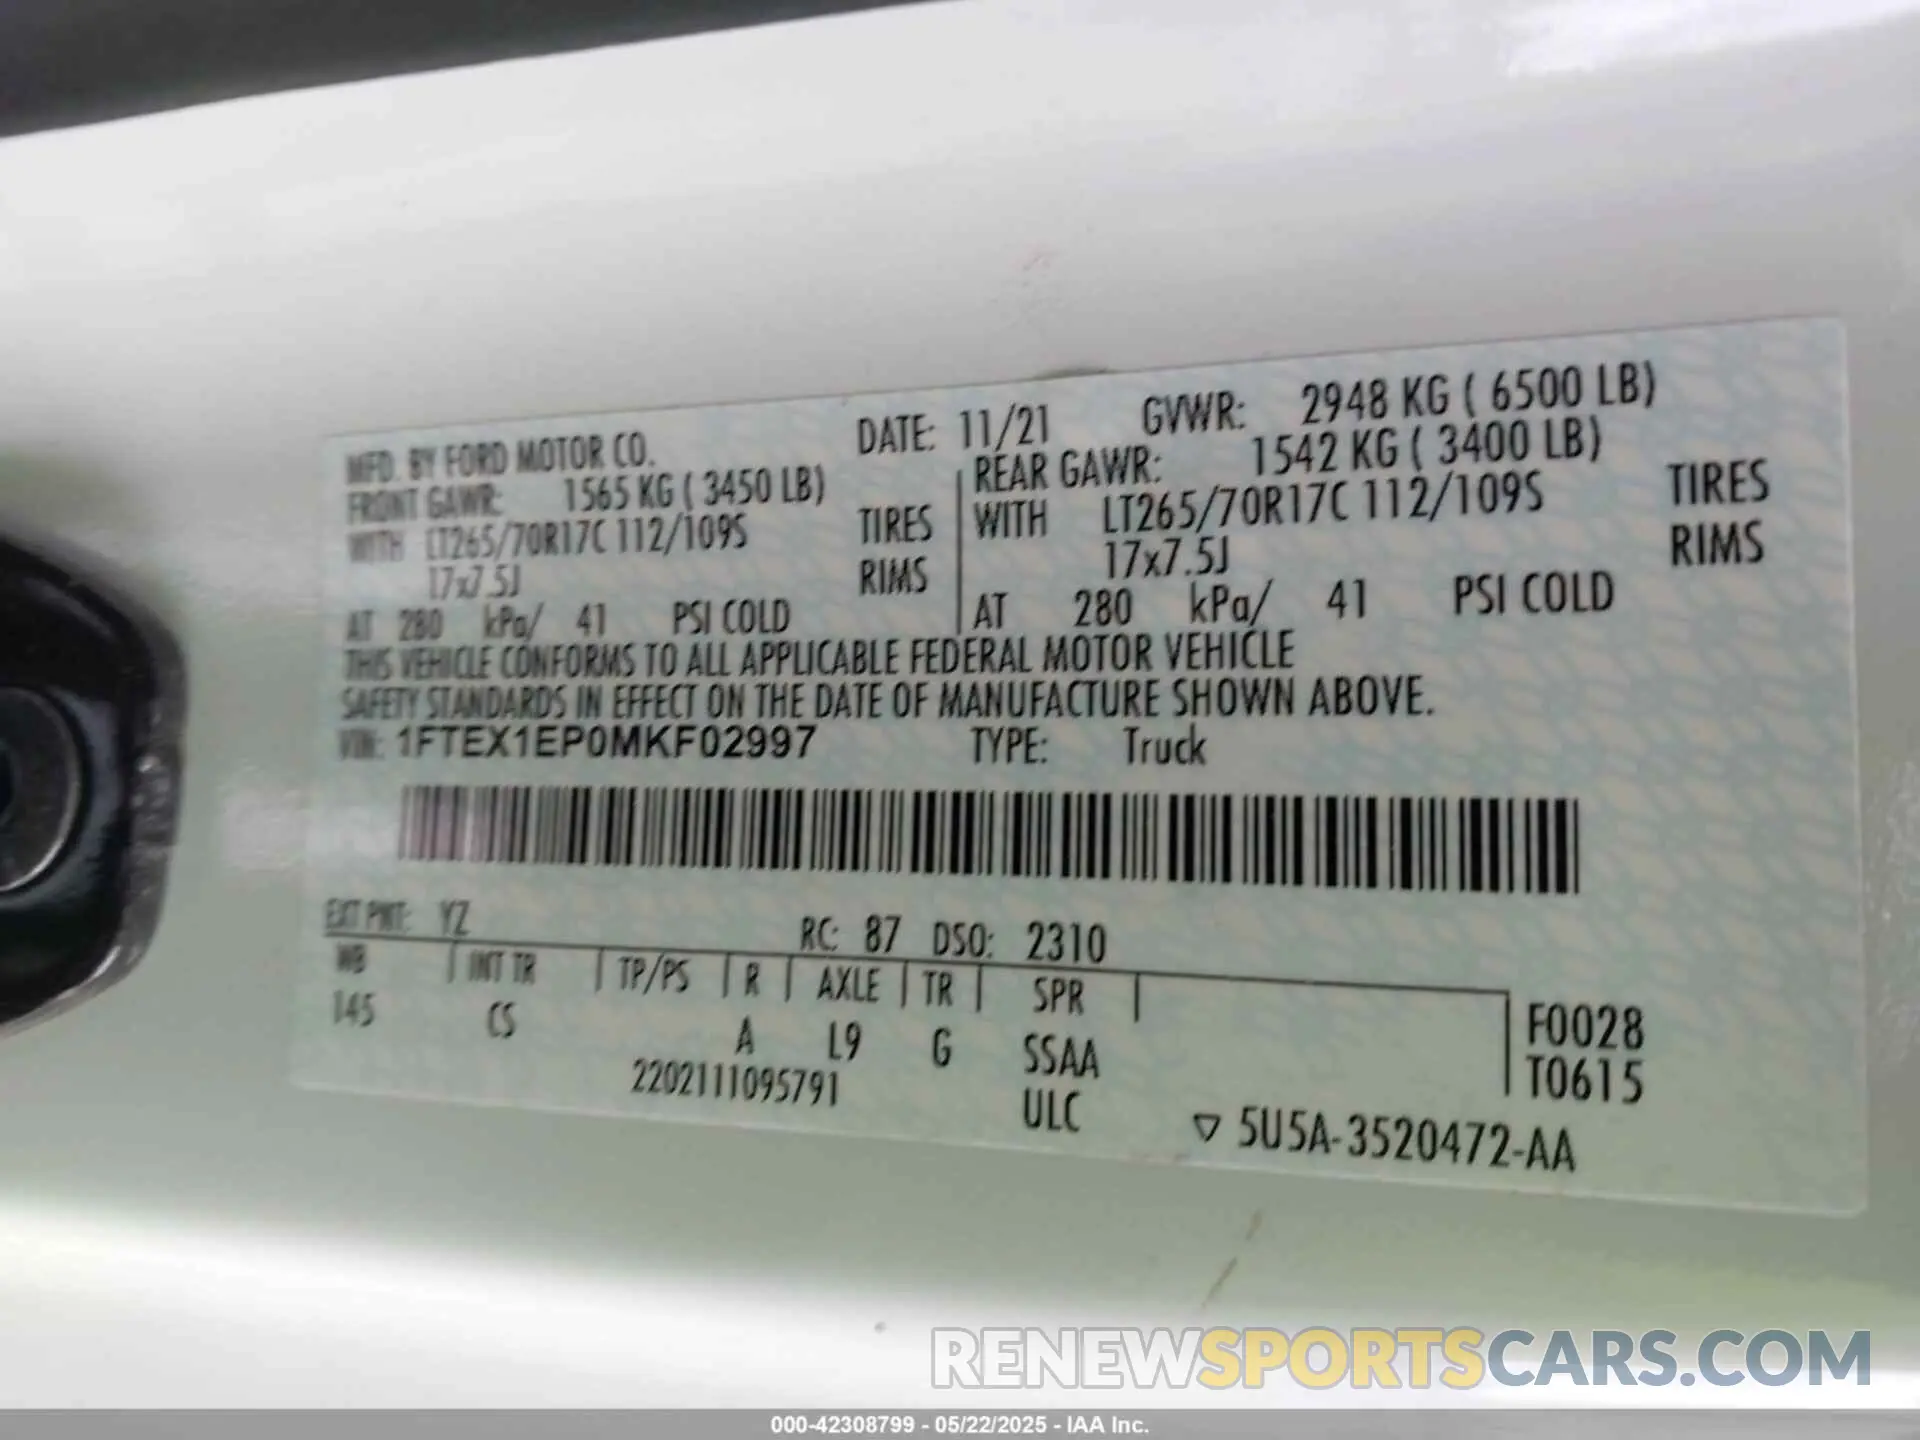 MFD. BY FORD MOTOR CO. DATE: 11/21 GVWR: 2948 KG ( 6500 LB)
FRONT GAWR: 1565 KG ( 3450 LB) REAR GAWR: 1542 KG ( 3400 LB)
WITH LT265/70R17C 112/109S TIRES WITH LT265/70R17C 112/109S TIRES
17x7.5J RIMS 17x7.5J RIMS
AT 280 kPa/ 41 PSI COLD AT 280 kPa/ 41 PSI COLD
THIS VEHICLE CONFORMS TO ALL APPLICABLE FEDERAL MOTOR VEHICLE
SAFETY STANDARDS IN EFFECT ON THE DATE OF MANUFACTURE SHOWN ABOVE.
VIN: 1FTEX1EP0MKF02997 TYPE: Truck
EXT PNT: YZ RC: 87 DSO: 2310
WB INT TR TP/PS R AXLE TR SPR
145 CS A L9 G SSAA F0028
2202111095791 ULC T0615
▽ 5U5A-3520472-AA
RENEWSPORTSCARS.COM
000-42308799 - 05/22/2025 - IAA Inc.